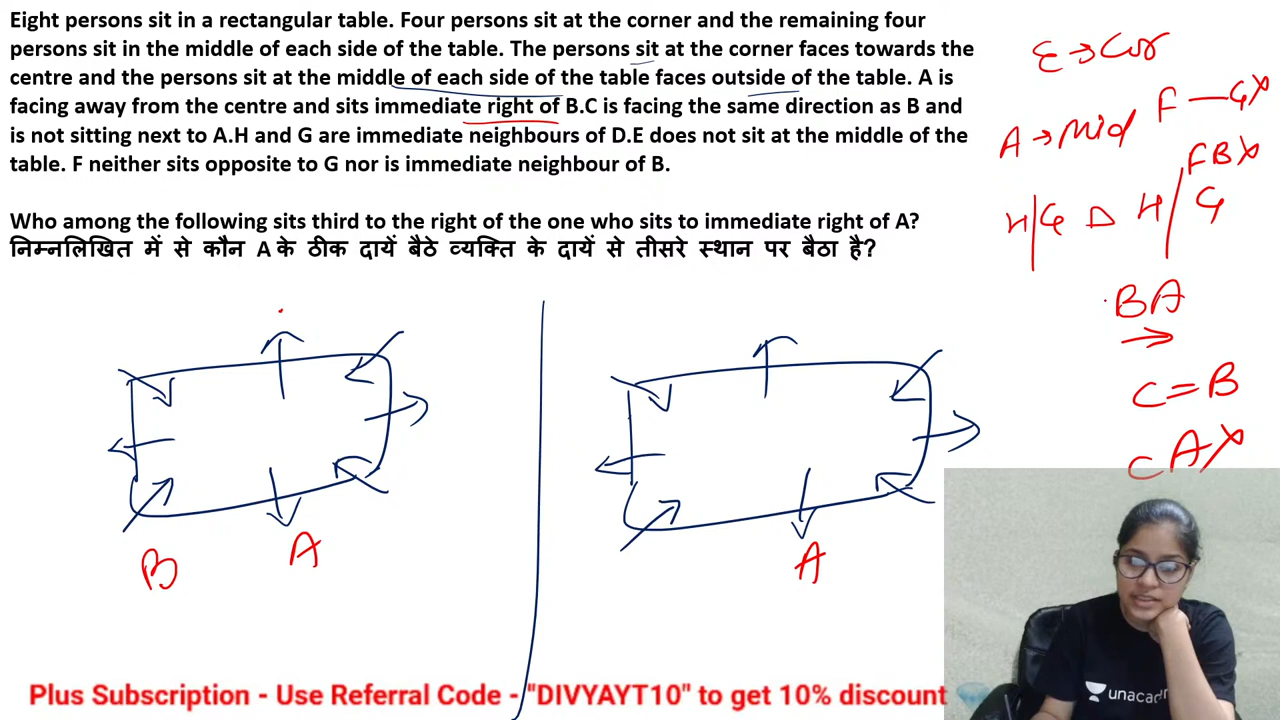 Eight persons sit in a rectangular table. Four persons sit at the corner and the remaining four
persons sit in the middle of each side of the table. The persons sit at the corner faces towards the
centre and the persons sit at the middle of each side of the table faces outside of the table. A is
facing away from the centre and sits immediate right of B.C is facing the same direction as B and
is not sitting next to A.H and G are immediate neighbours of D.E does not sit at the middle of the
table. F neither sits opposite to G nor is immediate neighbour of B.
Who among the following sits third to the right of the one who sits to immediate right of A?
निम्नलिखित में से कौन A के ठीक दायें बैठे व्यक्ति के दायें से तीसरे स्थान पर बैठा है?
E → Cor
A → Mid
F — G X
F B X
H/G D H/G
B A
C = B
C A X
B A
A
unacad
Plus Subscription - Use Referral Code - "DIVYAYT10" to get 10% discount